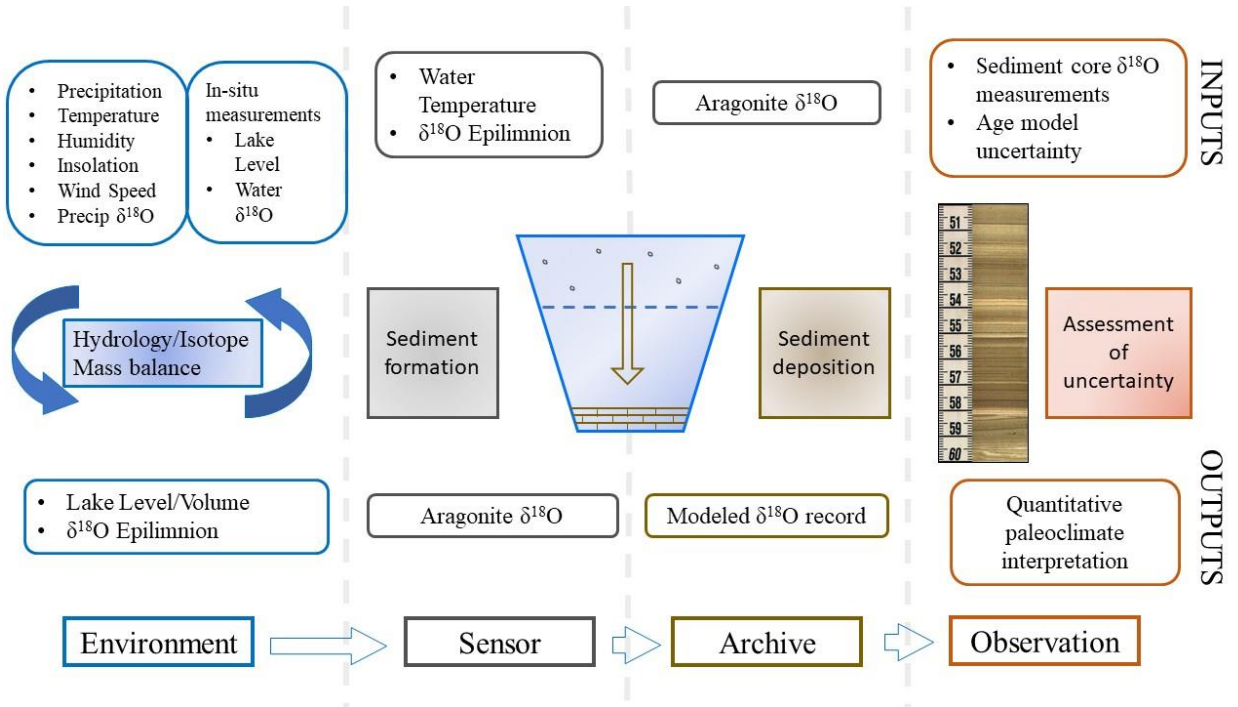 • Precipitation
• Temperature
• Humidity
• Insolation
• Wind Speed
• Precip δ¹⁸O
In-situ
measurements
• Lake
Level
• Water
δ¹⁸O
• Water
Temperature
• δ¹⁸O Epilimnion
Aragonite δ¹⁸O
• Sediment core δ¹⁸O
measurements
• Age model
uncertainty
INPUTS
Hydrology/Isotope
Mass balance
Sediment
formation
Sediment
deposition
51
52
53
54
55
56
57
58
59
60
Assessment
of
uncertainty
• Lake Level/Volume
• δ¹⁸O Epilimnion
Aragonite δ¹⁸O
Modeled δ¹⁸O record
Quantitative
paleoclimate
interpretation
OUTPUTS
Environment
Sensor
Archive
Observation